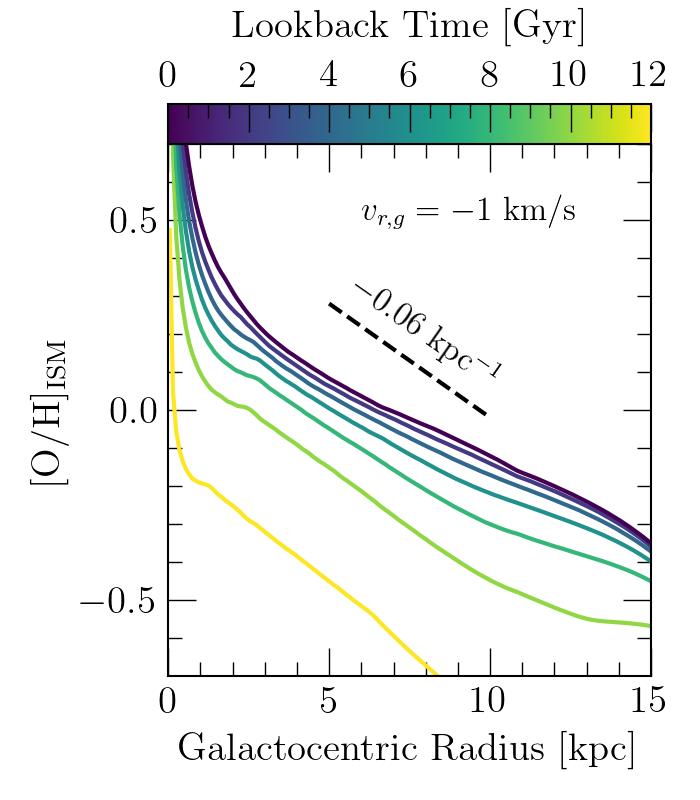 Lookback Time [Gyr]
0 2 4 6 8 10 12
v_{r,g} = −1 km/s
0.5
−0.06 kpc⁻¹
0.0
[O/H]_{ISM}
−0.5
0 5 10 15
Galactocentric Radius [kpc]